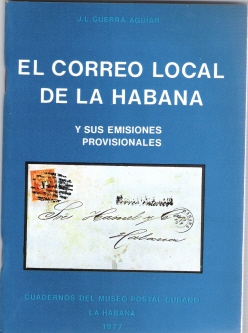 J.L. GUERRA AGUIAR
EL CORREO LOCAL
DE LA HABANA
Y SUS EMISIONES
PROVISIONALES
Habana
CUADERNOS DEL MUSEO POSTAL CUBANO
LA HABANA
1977